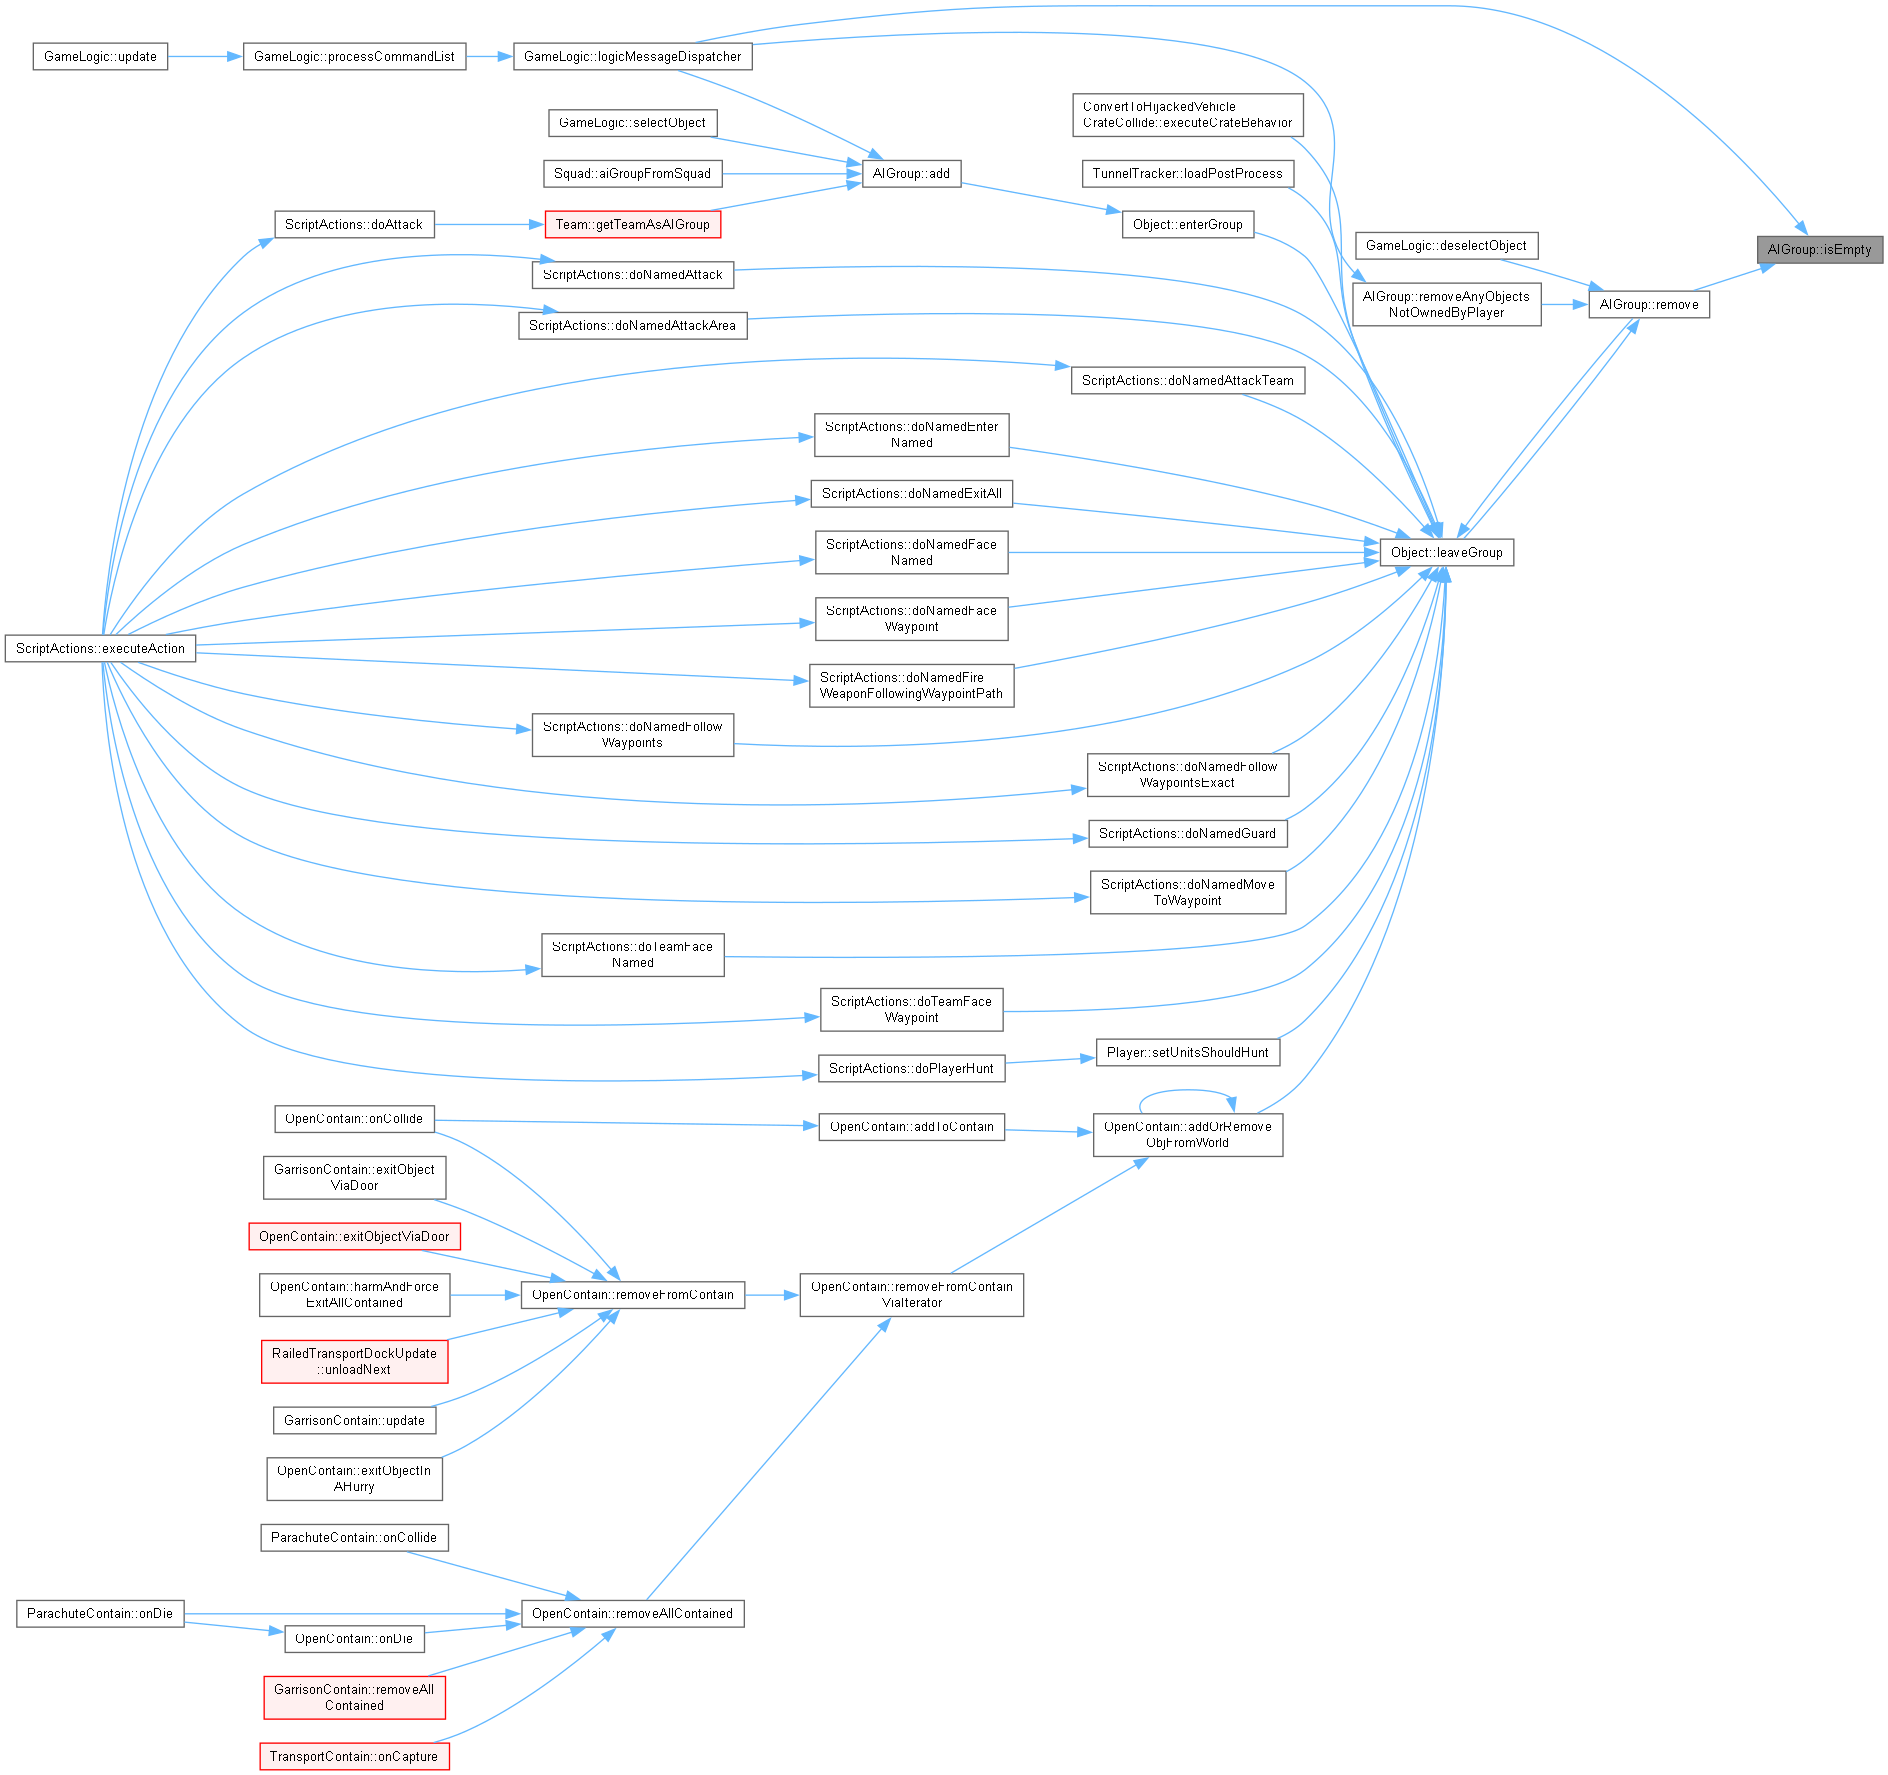 GameLogic::update
GameLogic::processCommandList
GameLogic::logicMessageDispatcher
ConvertToHijackedVehicle
CrateCollide::executeCrateBehavior
GameLogic::selectObject
Squad::aiGroupFromSquad
AIGroup::add
TunnelTracker::loadPostProcess
ScriptActions::doAttack
Team::getTeamAsAIGroup
Object::enterGroup
GameLogic::deselectObject
AIGroup::isEmpty
ScriptActions::doNamedAttack
AIGroup::removeAnyObjects
NotOwnedByPlayer
AIGroup::remove
ScriptActions::doNamedAttackArea
ScriptActions::doNamedAttackTeam
ScriptActions::doNamedEnter
Named
ScriptActions::doNamedExitAll
ScriptActions::doNamedFace
Named
Object::leaveGroup
ScriptActions::doNamedFace
Waypoint
ScriptActions::executeAction
ScriptActions::doNamedFire
WeaponFollowingWaypointPath
ScriptActions::doNamedFollow
Waypoints
ScriptActions::doNamedFollow
WaypointsExact
ScriptActions::doNamedGuard
ScriptActions::doNamedMove
ToWaypoint
ScriptActions::doTeamFace
Named
ScriptActions::doTeamFace
Waypoint
Player::setUnitsShouldHunt
ScriptActions::doPlayerHunt
OpenContain::onCollide
OpenContain::addToContain
OpenContain::addOrRemove
ObjFromWorld
GarrisonContain::exitObject
ViaDoor
OpenContain::exitObjectViaDoor
OpenContain::harmAndForce
ExitAllContained
OpenContain::removeFromContain
OpenContain::removeFromContain
ViaIterator
RailedTransportDockUpdate
::unloadNext
GarrisonContain::update
OpenContain::exitObjectIn
AHurry
ParachuteContain::onCollide
ParachuteContain::onDie
OpenContain::onDie
OpenContain::removeAllContained
GarrisonContain::removeAll
Contained
TransportContain::onCapture